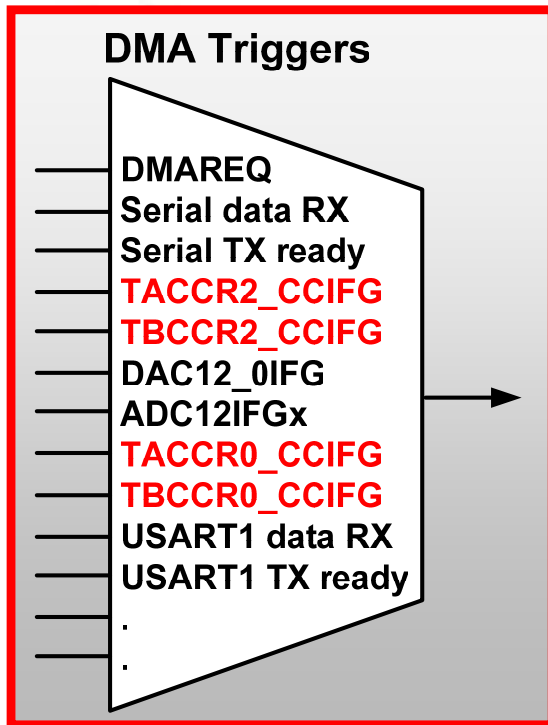 DMA Triggers
DMAREQ
Serial data RX
Serial TX ready
TACCR2_CCIFG
TBCCR2_CCIFG
DAC12_0IFG
ADC12IFGx
TACCR0_CCIFG
TBCCR0_CCIFG
USART1 data RX
USART1 TX ready
.
.